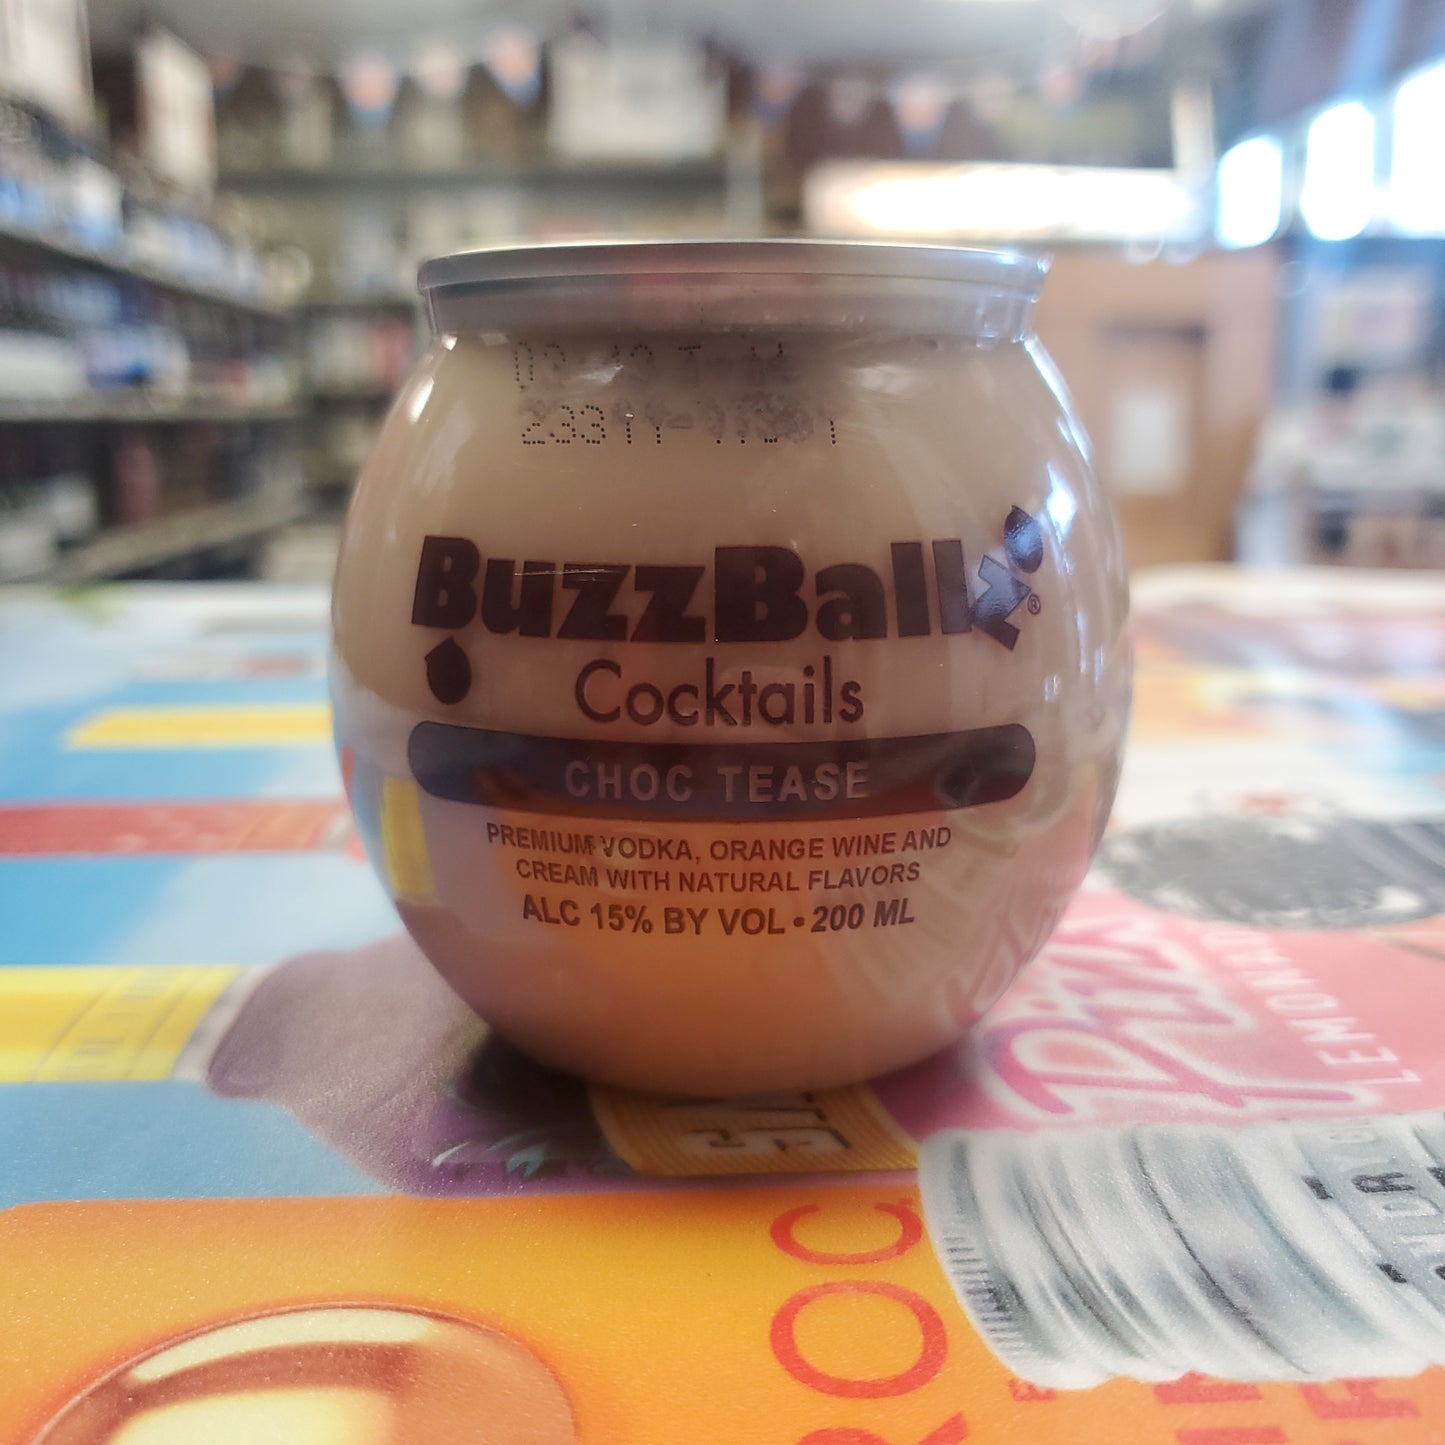 BuzzBallz®
Cocktails
CHOC TEASE
PREMIUM VODKA, ORANGE WINE AND
CREAM WITH NATURAL FLAVORS
ALC 15% BY VOL • 200 ML
LEMONADE